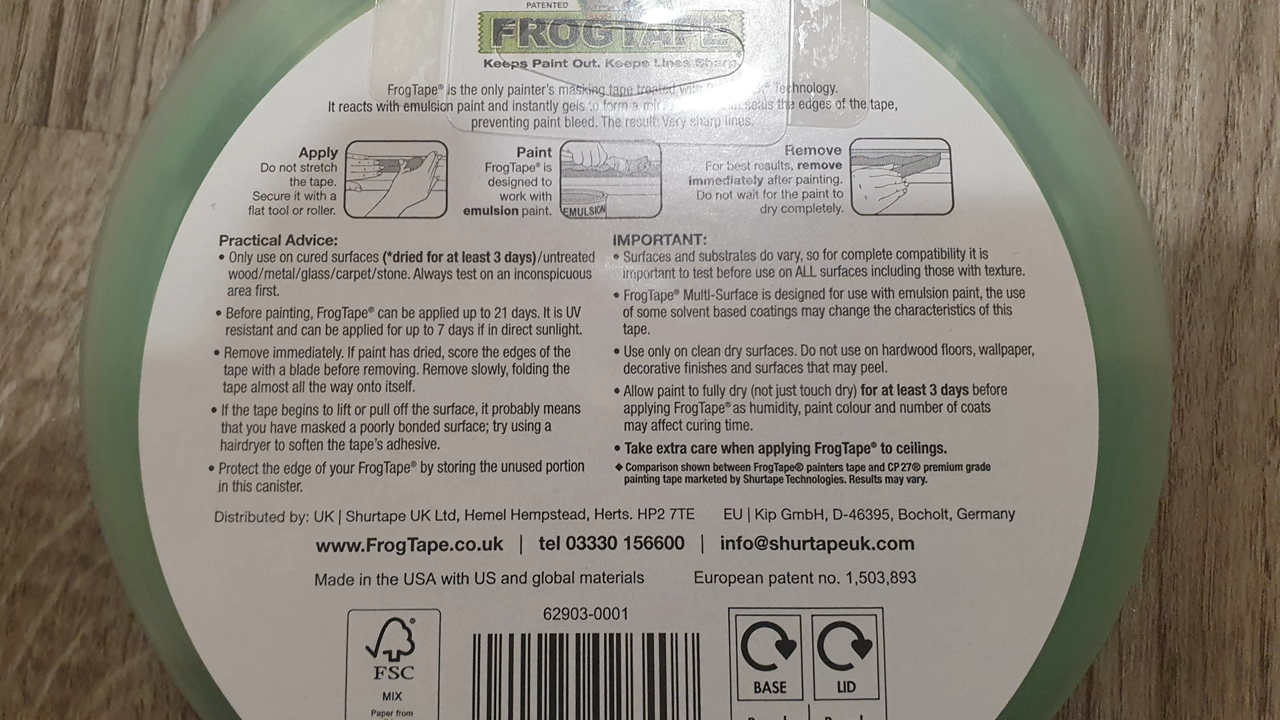 PATENTED
FROGTAPE
Keeps Paint Out. Keeps Lines Sharp.
FrogTape® is the only painter's masking tape treated with Technology.
It reacts with emulsion paint and instantly gels to form a seals the edges of the tape,
preventing paint bleed. The result: Very sharp lines.
Apply
Do not stretch
the tape.
Secure it with a
flat tool or roller.
Paint
FrogTape® is
designed to
work with
emulsion paint.
EMULSION
Remove
For best results, remove
immediately after painting.
Do not wait for the paint to
dry completely.
Practical Advice:
• Only use on cured surfaces (*dried for at least 3 days)/untreated
wood/metal/glass/carpet/stone. Always test on an inconspicuous
area first.
• Before painting, FrogTape® can be applied up to 21 days. It is UV
resistant and can be applied for up to 7 days if in direct sunlight.
• Remove immediately. If paint has dried, score the edges of the
tape with a blade before removing. Remove slowly, folding the
tape almost all the way onto itself.
• If the tape begins to lift or pull off the surface, it probably means
that you have masked a poorly bonded surface; try using a
hairdryer to soften the tape's adhesive.
• Protect the edge of your FrogTape® by storing the unused portion
in this canister.
IMPORTANT:
• Surfaces and substrates do vary, so for complete compatibility it is
important to test before use on ALL surfaces including those with texture.
• FrogTape® Multi-Surface is designed for use with emulsion paint, the use
of some solvent based coatings may change the characteristics of this
tape.
• Use only on clean dry surfaces. Do not use on hardwood floors, wallpaper,
decorative finishes and surfaces that may peel.
• Allow paint to fully dry (not just touch dry) for at least 3 days before
applying FrogTape® as humidity, paint colour and number of coats
may affect curing time.
• Take extra care when applying FrogTape® to ceilings.
◆ Comparison shown between FrogTape® painters tape and CP 27® premium grade
painting tape marketed by Shurtape Technologies. Results may vary.
Distributed by: UK | Shurtape UK Ltd, Hemel Hempstead, Herts. HP2 7TE EU | Kip GmbH, D-46395, Bocholt, Germany
www.FrogTape.co.uk | tel 03330 156600 | info@shurtapeuk.com
Made in the USA with US and global materials European patent no. 1,503,893
62903-0001
FSC
MIX
Paper from
BASE
LID